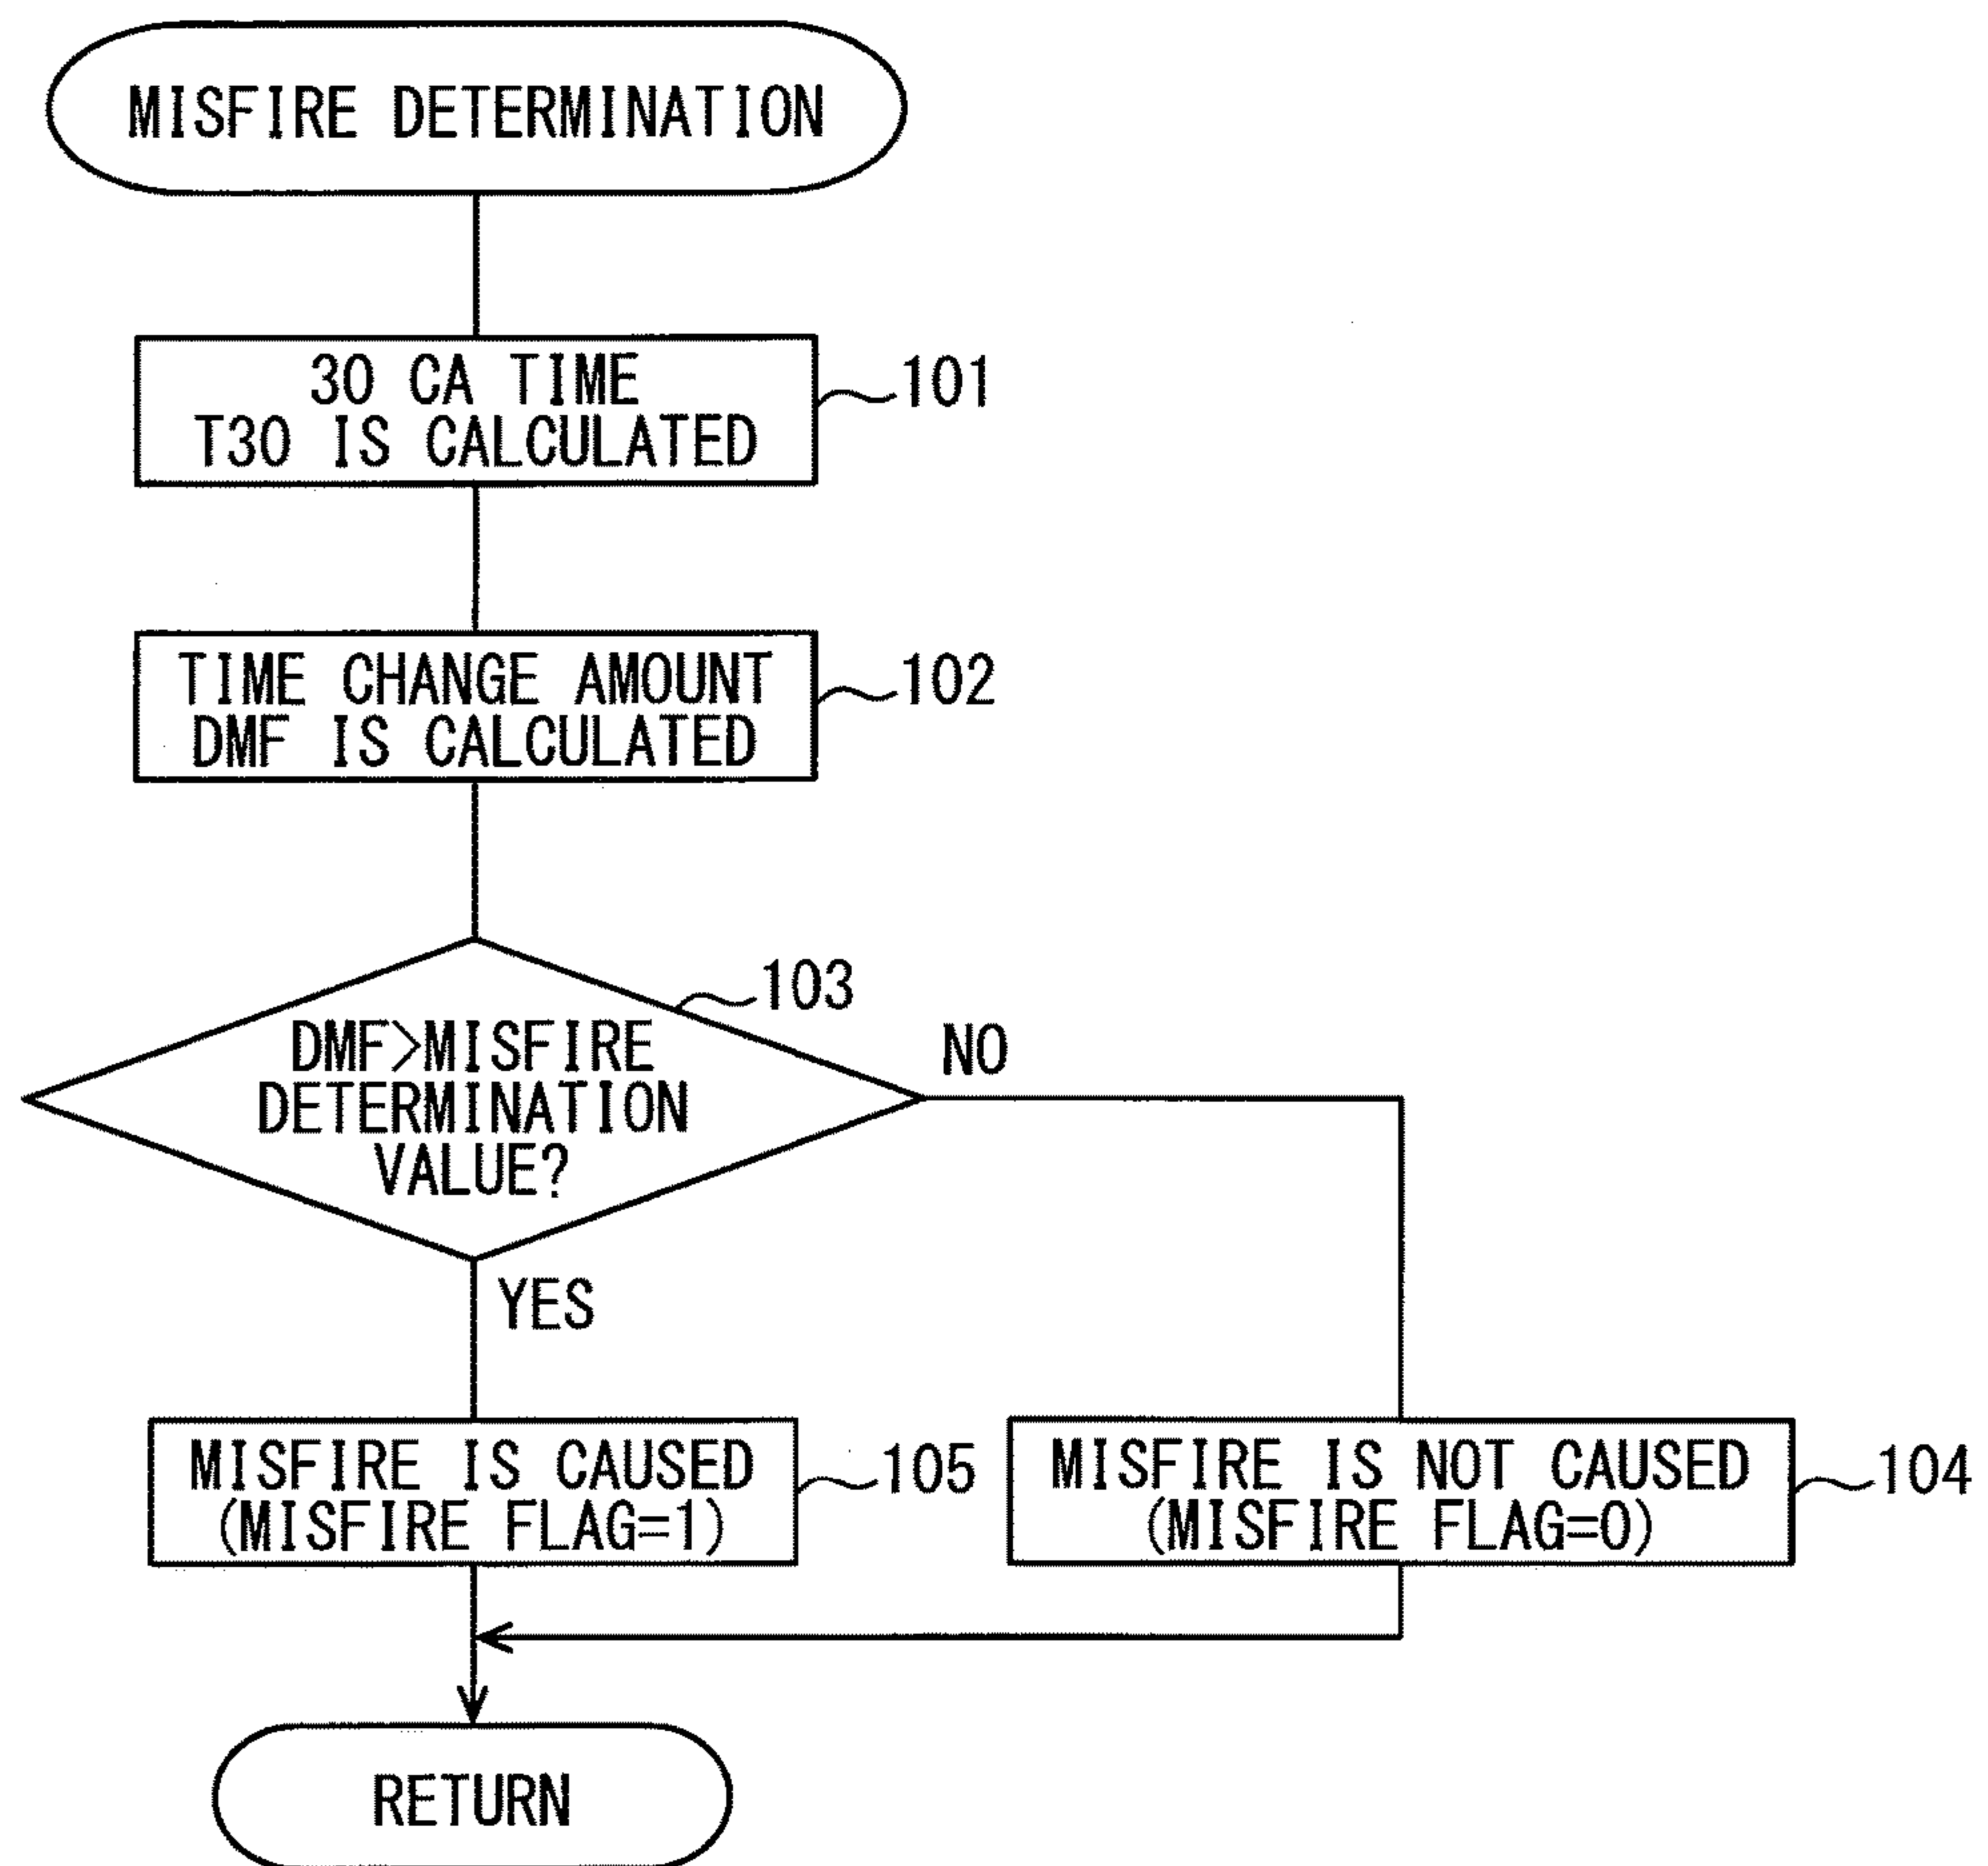 MISFIRE DETERMINATION
30 CA TIME
T30 IS CALCULATED
101
TIME CHANGE AMOUNT
DMF IS CALCULATED
102
103
DMF>MISFIRE
DETERMINATION
VALUE?
NO
YES
MISFIRE IS CAUSED
(MISFIRE FLAG=1)
105
MISFIRE IS NOT CAUSED
(MISFIRE FLAG=0)
104
RETURN